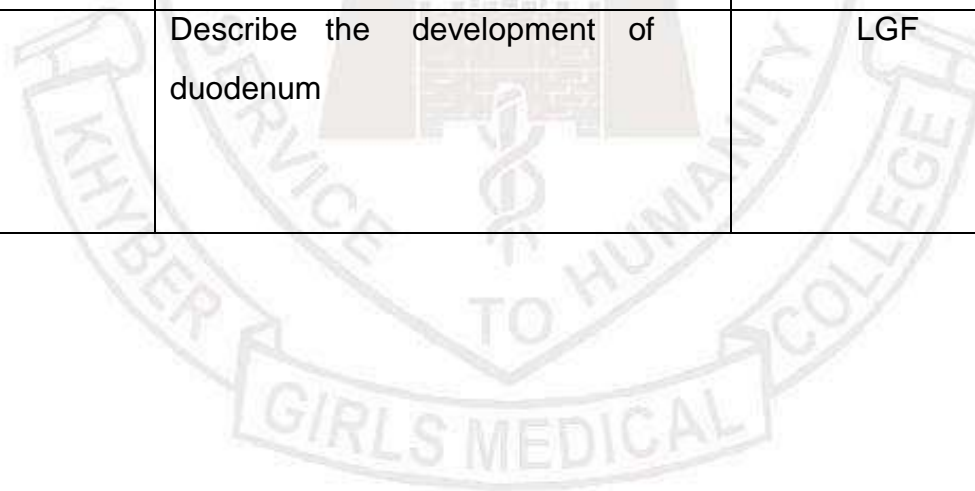 Describe the development of LGF
duodenum
SERVICE TO HUMANITY
KHYBER GIRLS MEDICAL COLLEGE